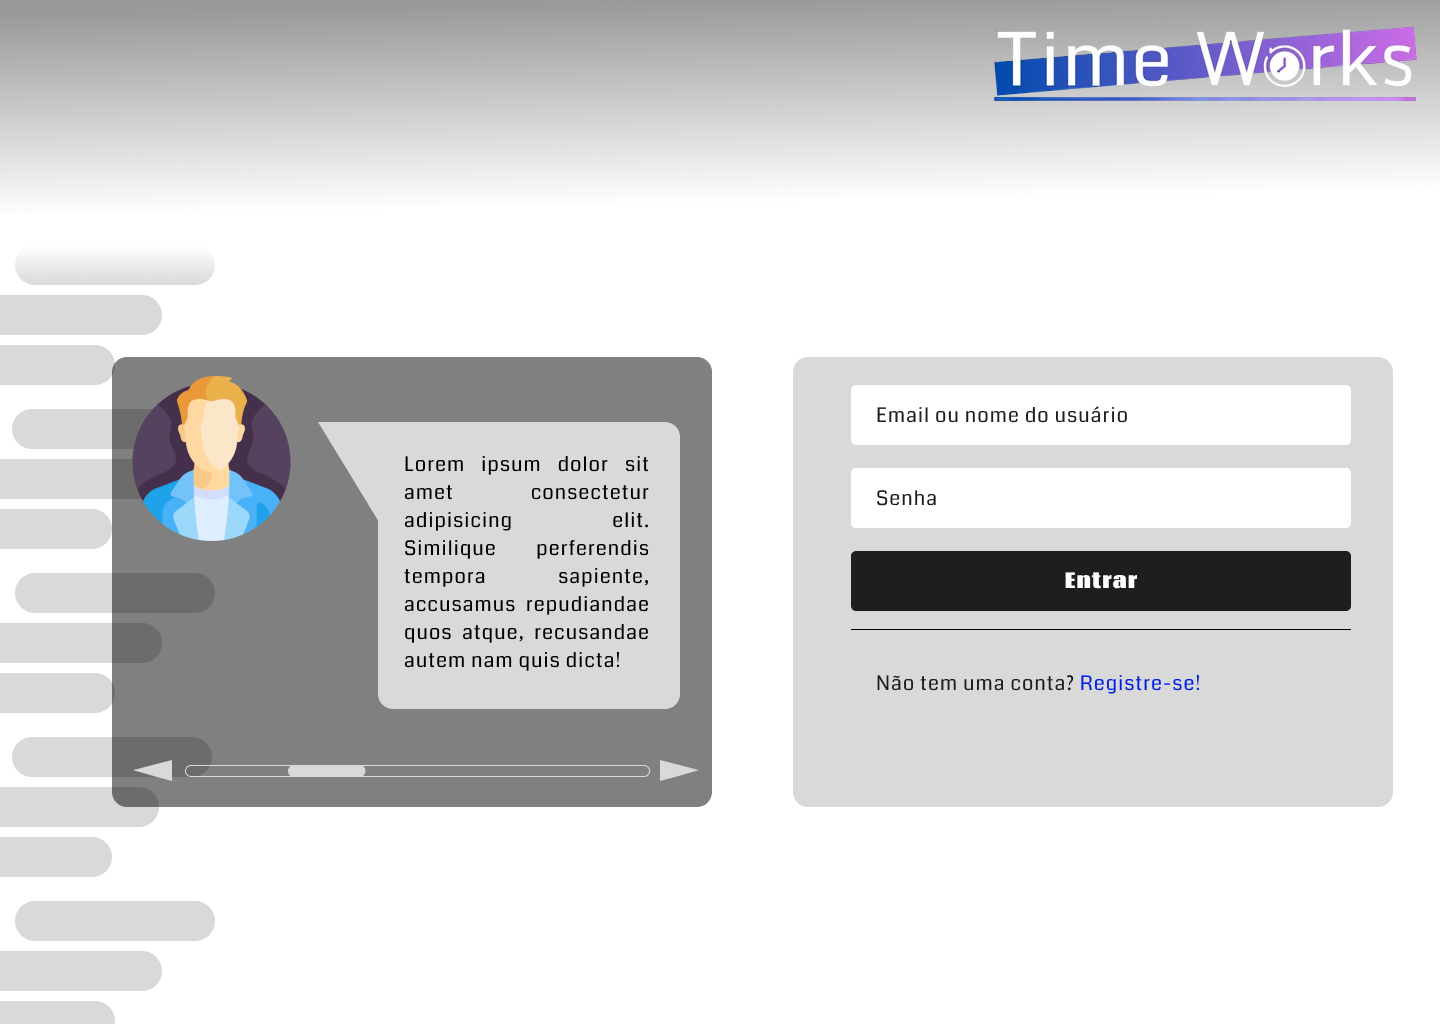 Time Works
Lorem ipsum dolor sit
amet consectetur
adipisicing elit.
Similique perferendis
tempora sapiente,
accusamus repudiandae
quos atque, recusandae
autem nam quis dicta!
Email ou nome do usuário
Senha
Entrar
Não tem uma conta? Registre-se!